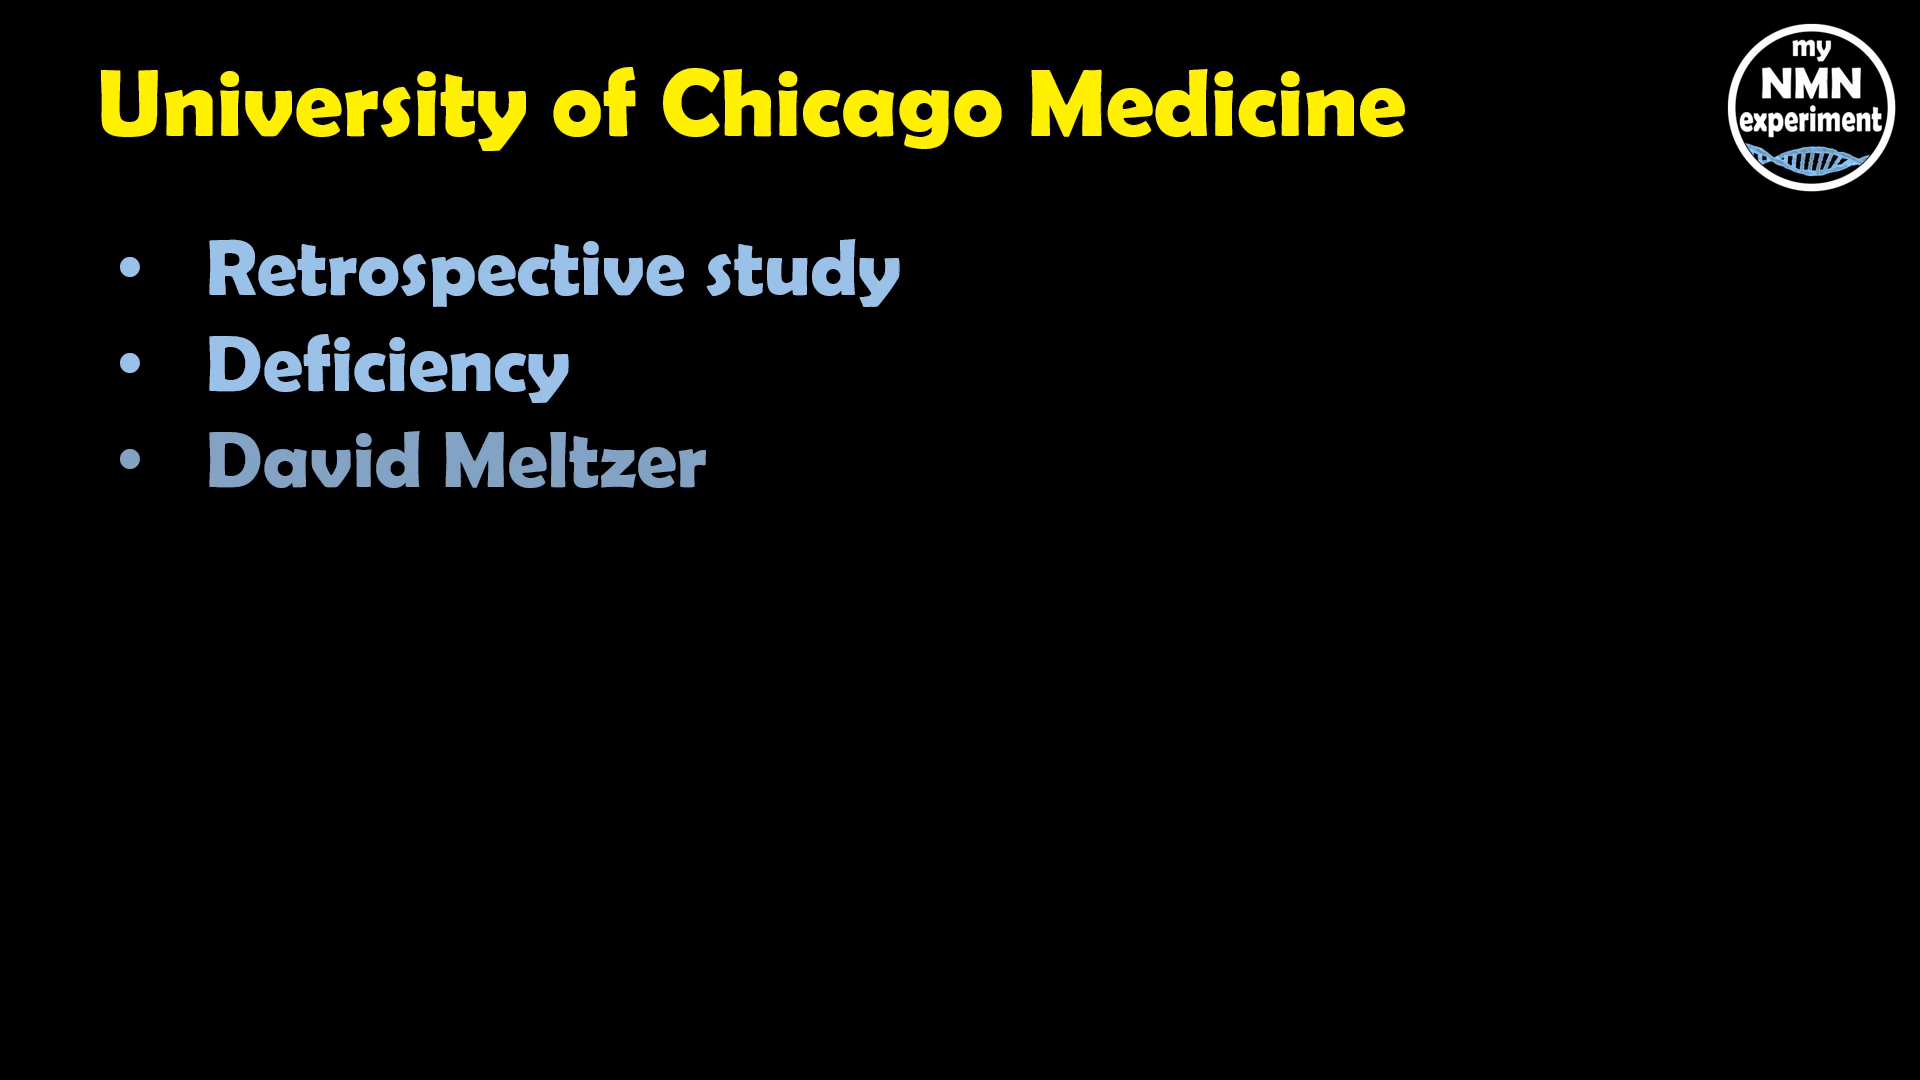 University of Chicago Medicine
my
NMN
experiment
• Retrospective study
• Deficiency
• David Meltzer